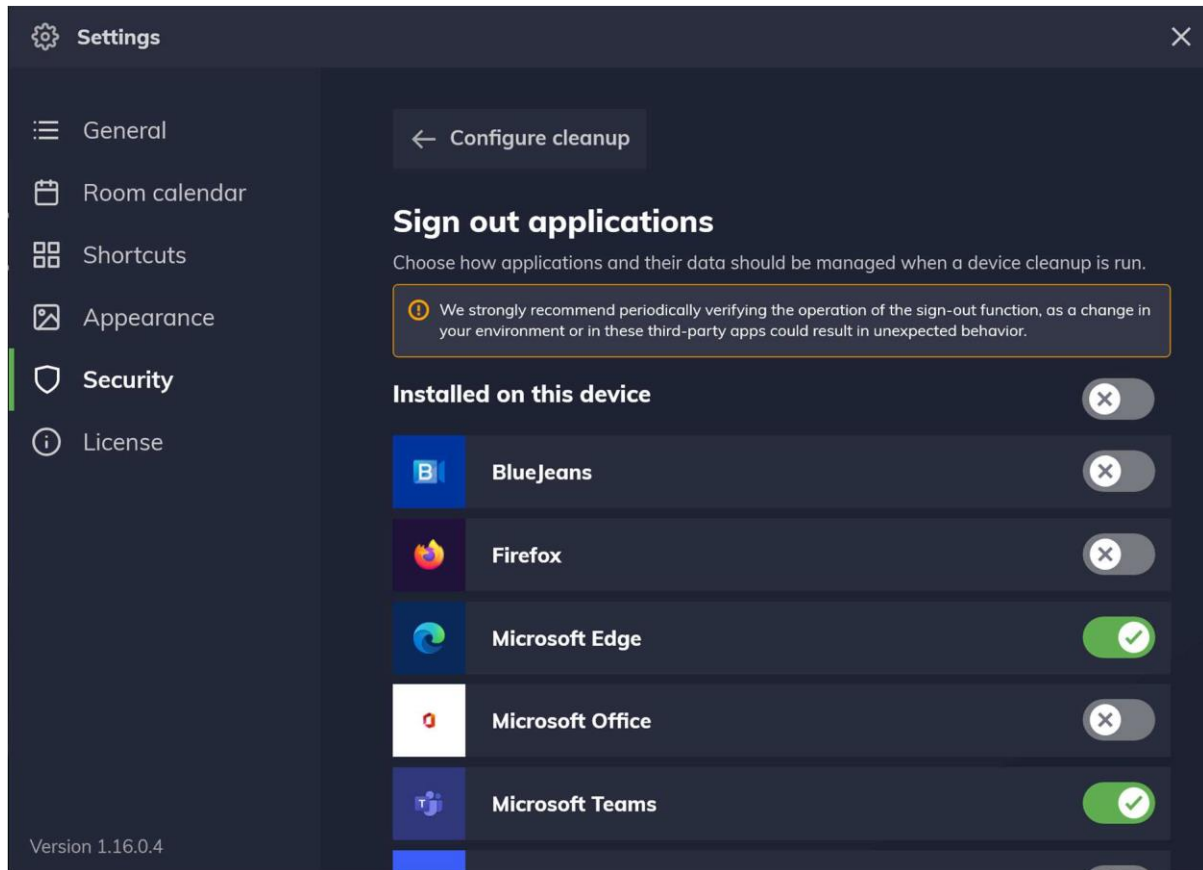 Settings
General
Room calendar
Shortcuts
Appearance
Security
License
Version 1.16.0.4
Configure cleanup
Sign out applications
Choose how applications and their data should be managed when a device cleanup is run.
We strongly recommend periodically verifying the operation of the sign-out function, as a change in
your environment or in these third-party apps could result in unexpected behavior.
Installed on this device
B
BlueJeans
Firefox
Microsoft Edge
Microsoft Office
T
Microsoft Teams